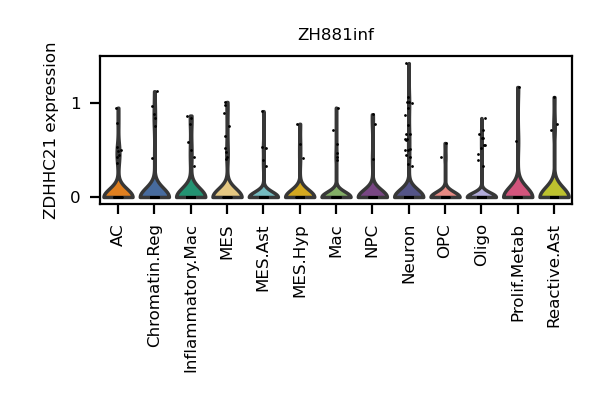 ZH881inf
ZDHHC21 expression
1
0
AC
Chromatin.Reg
Inflammatory.Mac
MES
MES.Ast
MES.Hyp
Mac
NPC
Neuron
OPC
Oligo
Prolif.Metab
Reactive.Ast